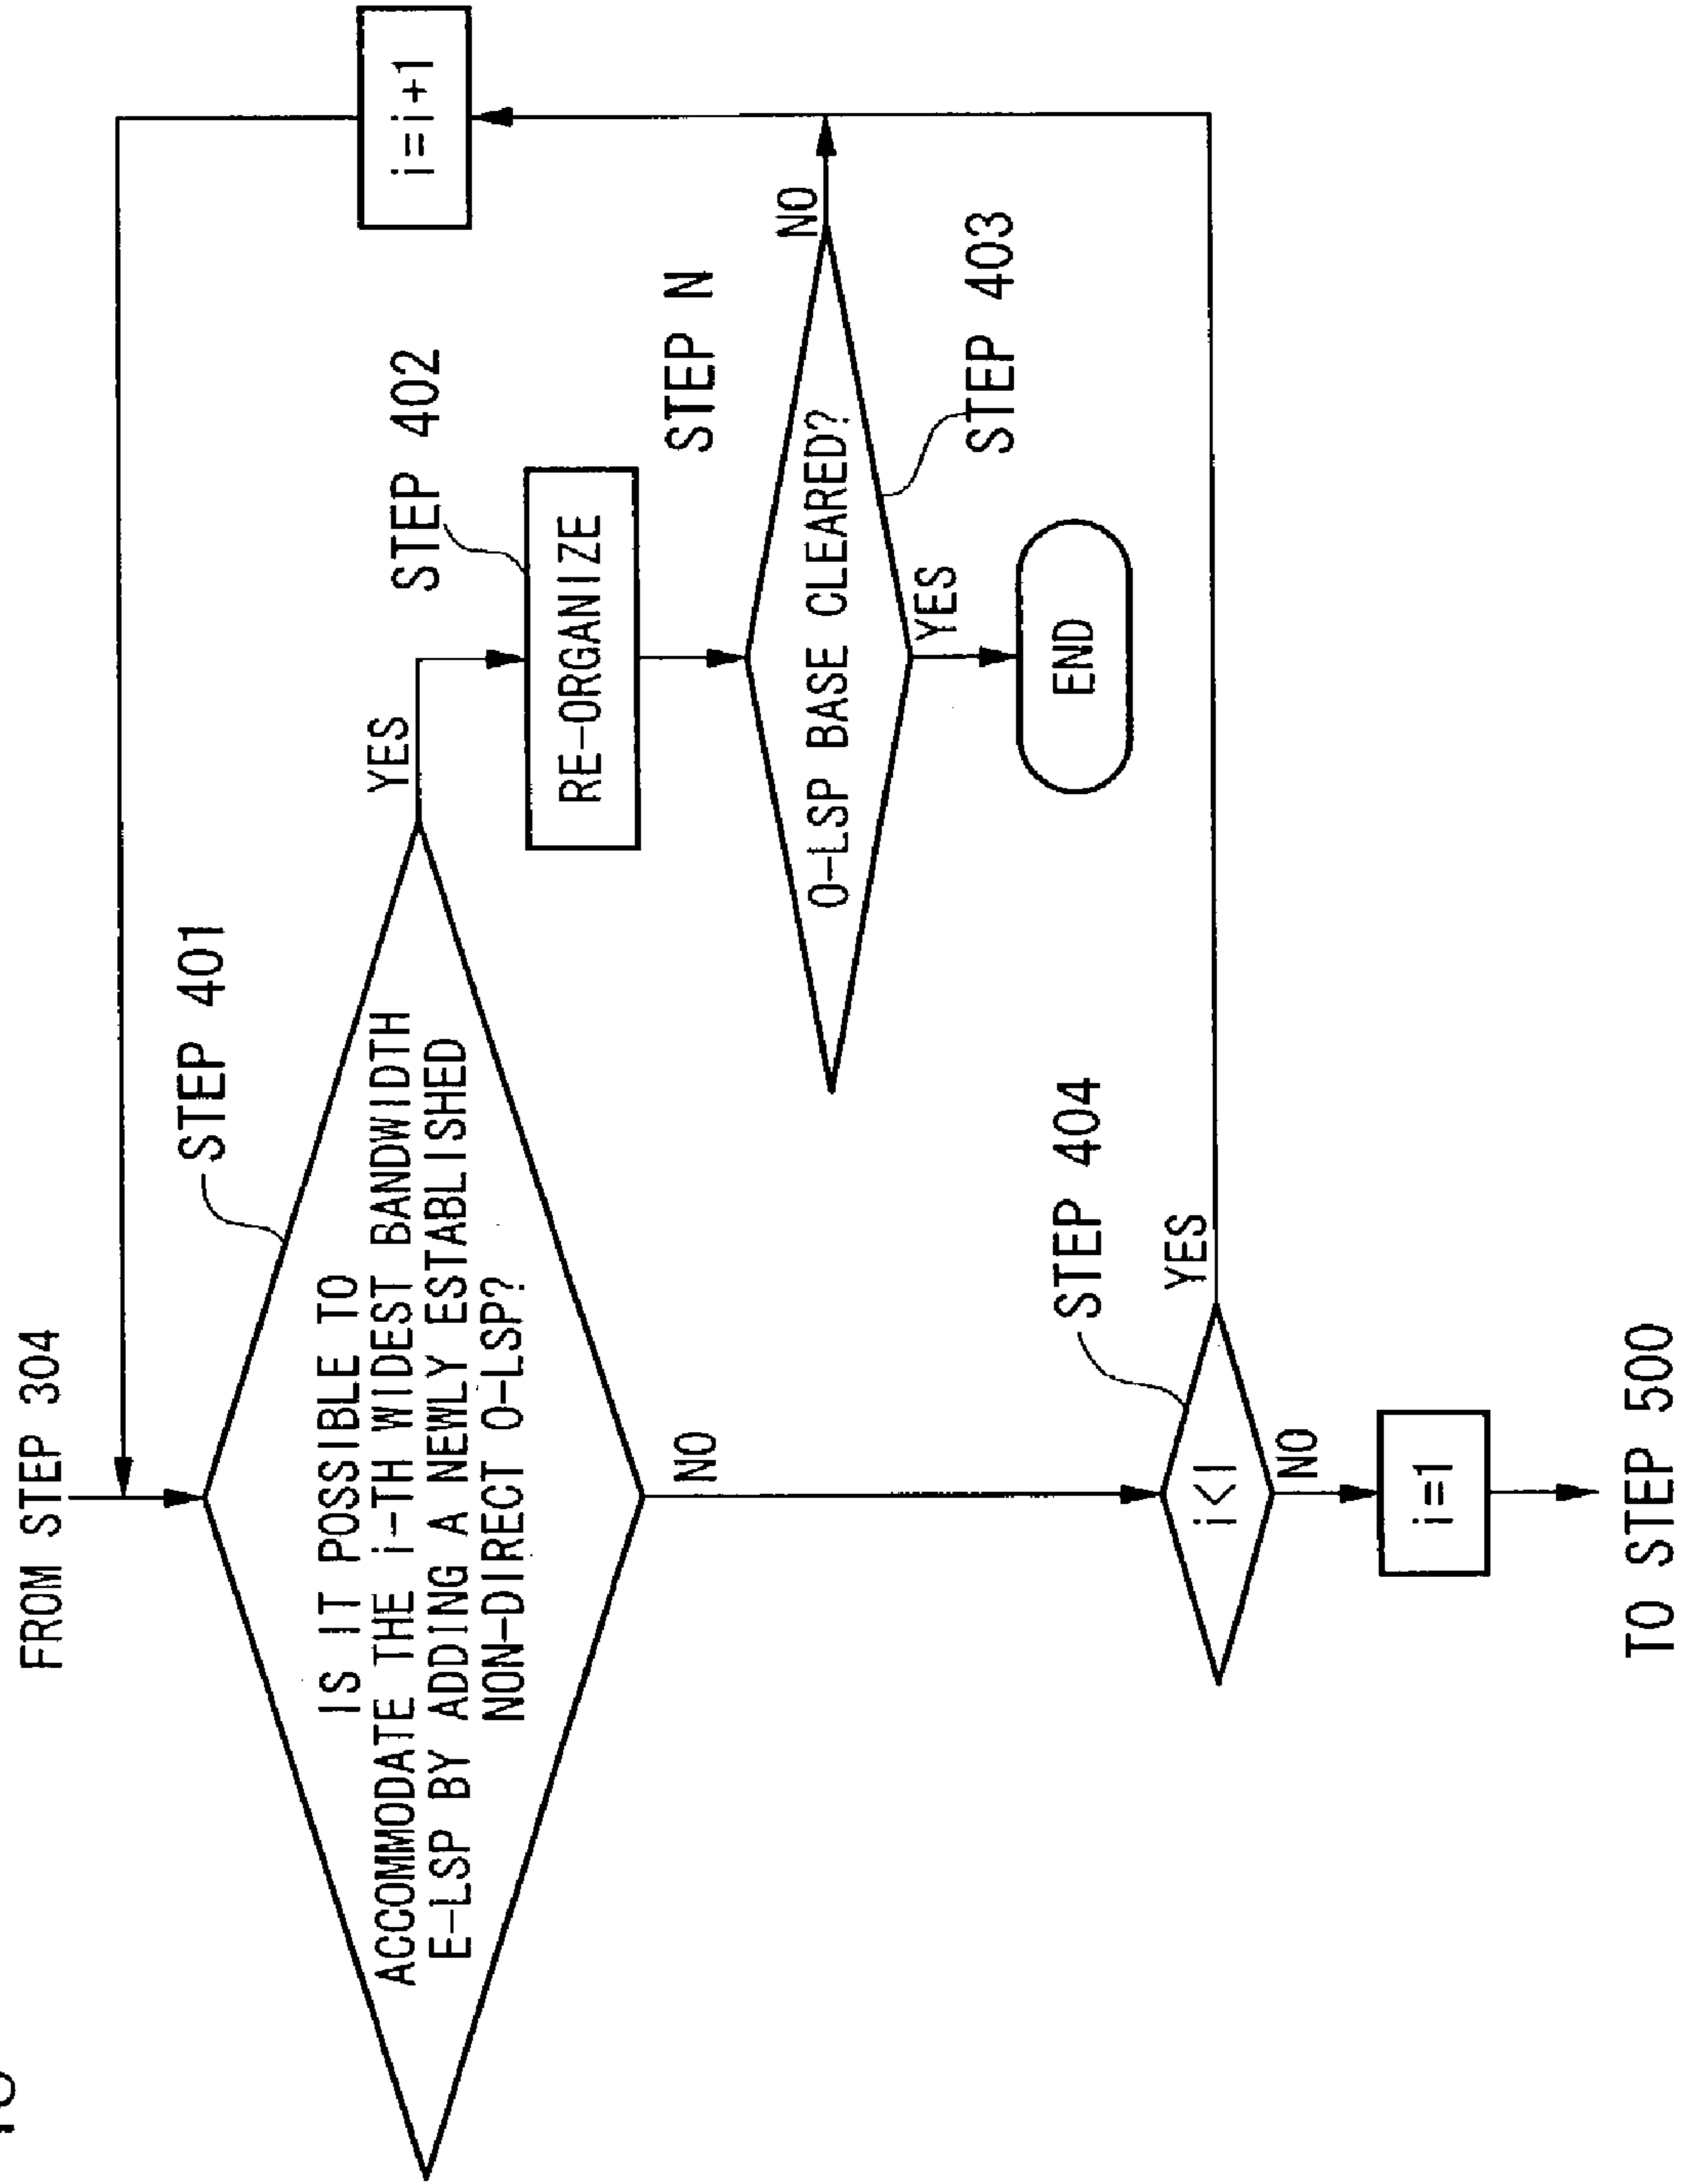 FROM STEP 304
STEP 401
IS IT POSSIBLE TO
ACCOMMODATE THE i-TH WIDEST BANDWIDTH
E-LSP BY ADDING A NEWLY ESTABLISHED
NON-DIRECT O-LSP?
YES
NO
i=i+1
STEP 402
RE-ORGANIZE
STEP N
O-LSP BASE CLEARED?
NO
YES
STEP 403
END
STEP 404
i<I
YES
NO
i=1
TO STEP 500